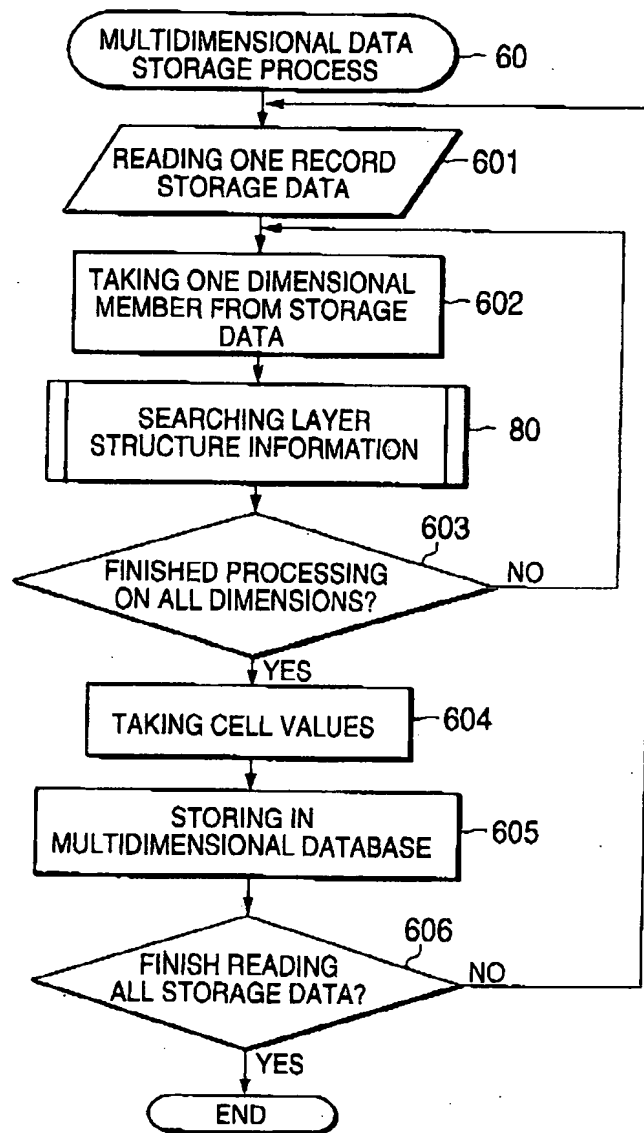 MULTIDIMENSIONAL DATA
STORAGE PROCESS
60
READING ONE RECORD
STORAGE DATA
601
TAKING ONE DIMENSIONAL
MEMBER FROM STORAGE
DATA
602
SEARCHING LAYER
STRUCTURE INFORMATION
80
603
FINISHED PROCESSING
ON ALL DIMENSIONS?
NO
YES
TAKING CELL VALUES
604
STORING IN
MULTIDIMENSIONAL DATABASE
605
606
FINISH READING
ALL STORAGE DATA?
NO
YES
END